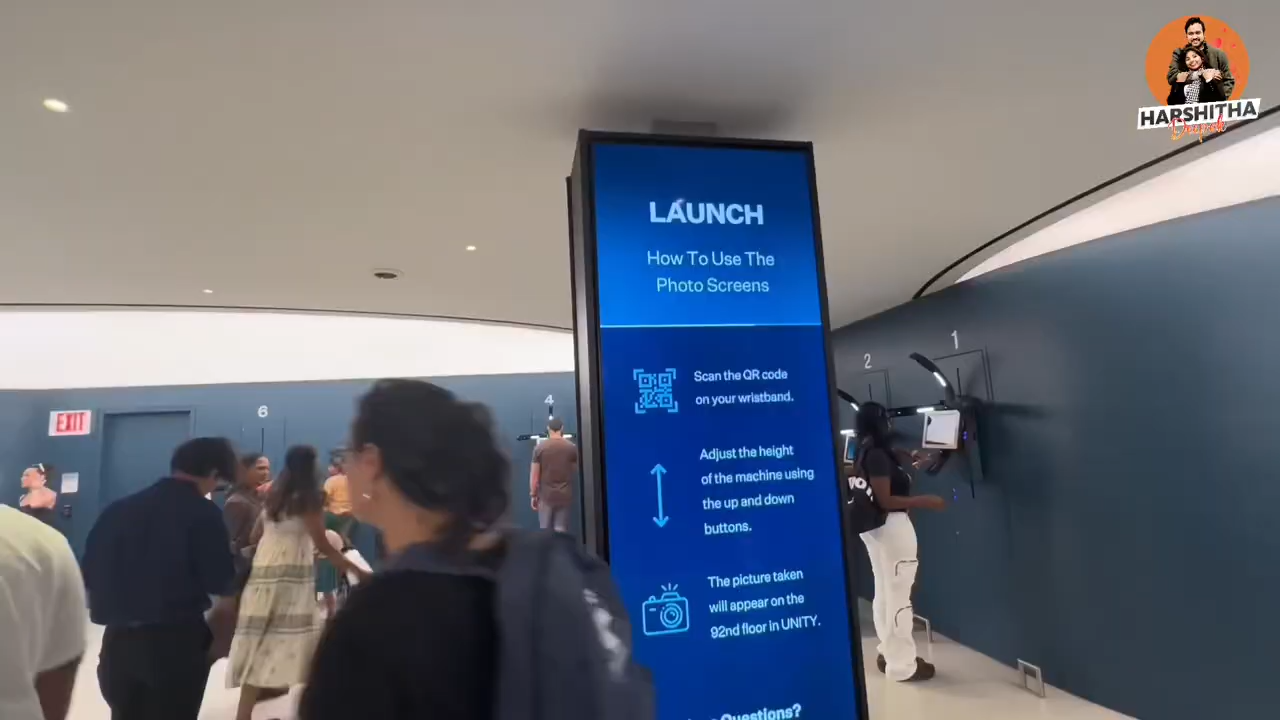 HARSHITHA
Deepak
LAUNCH
How To Use The
Photo Screens
Scan the QR code
on your wristband.
Adjust the height
of the machine using
the up and down
buttons.
The picture taken
will appear on the
92nd floor in UNITY.
Questions?
EXIT
6
4
2
1